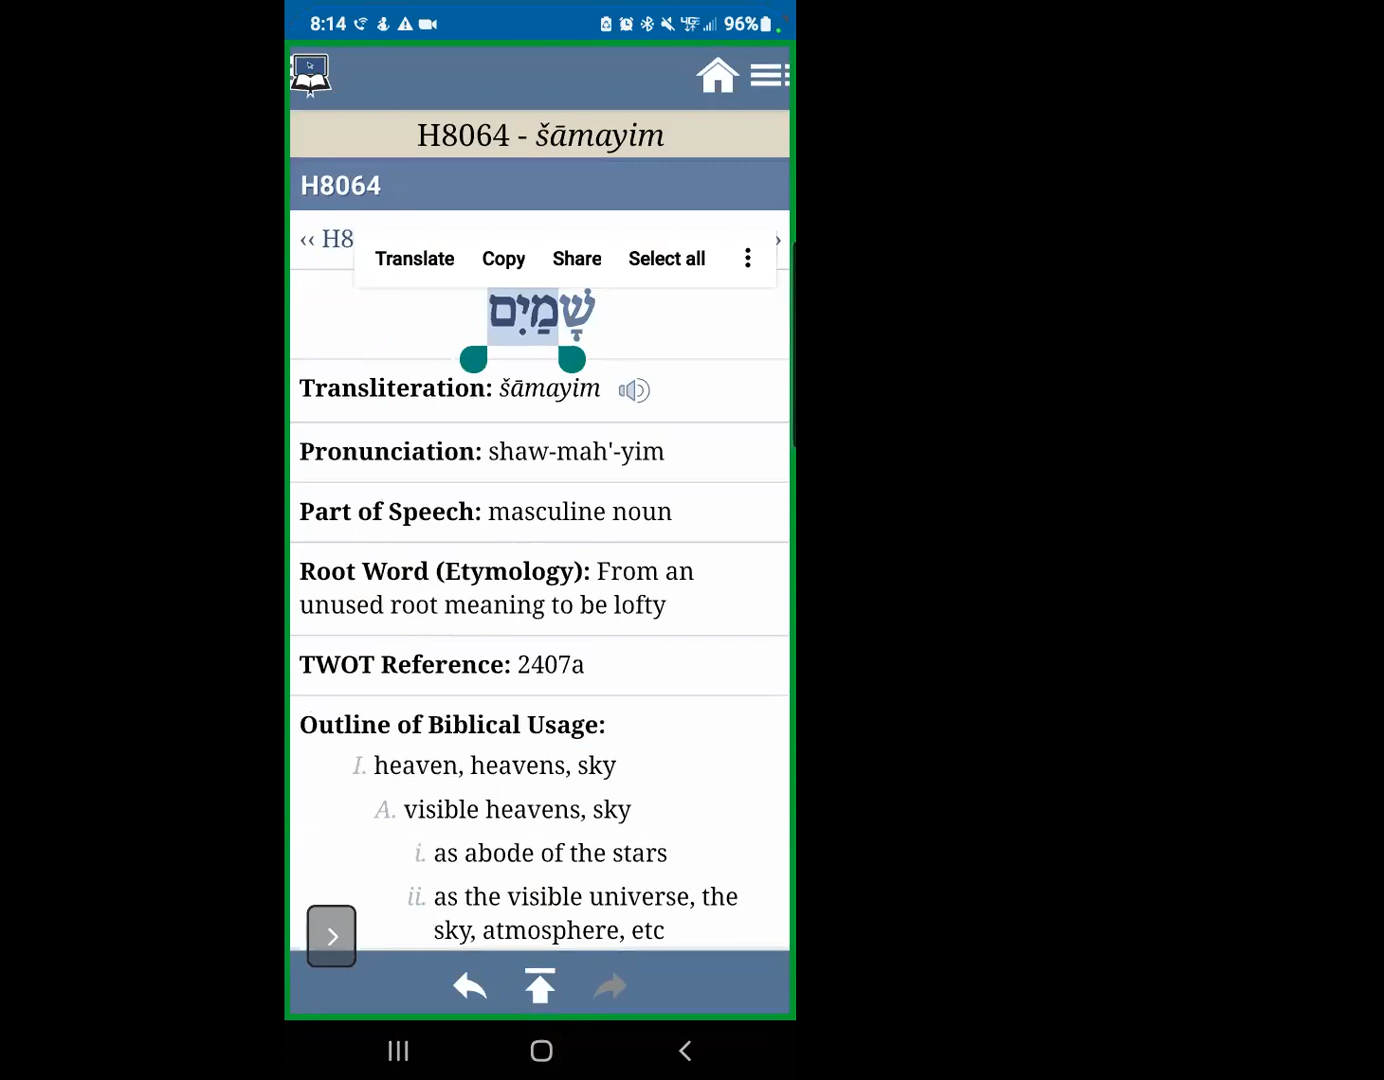 8:14 96%
H8064 - šāmayim
H8064
‹‹ H8 ›
Translate Copy Share Select all
שָׁמַיִם
Transliteration: šāmayim
Pronunciation: shaw-mah'-yim
Part of Speech: masculine noun
Root Word (Etymology): From an
unused root meaning to be lofty
TWOT Reference: 2407a
Outline of Biblical Usage:
I. heaven, heavens, sky
A. visible heavens, sky
i. as abode of the stars
ii. as the visible universe, the
sky, atmosphere, etc